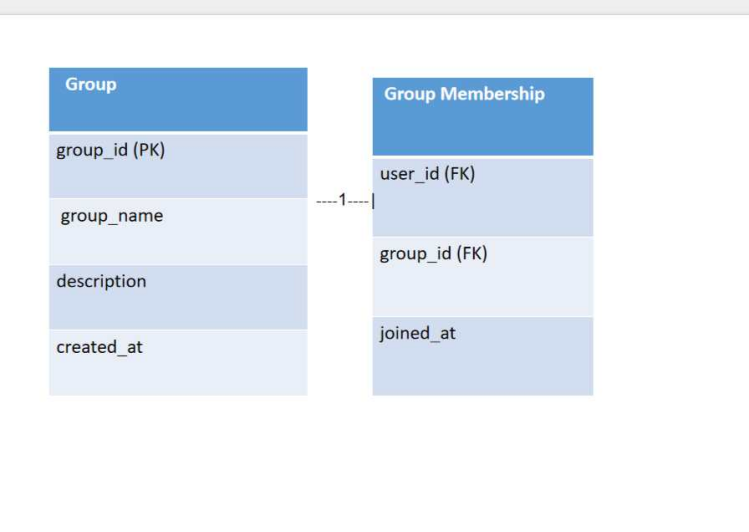 Group
group_id (PK)
group_name
description
created_at
----1----|
Group Membership
user_id (FK)
group_id (FK)
joined_at